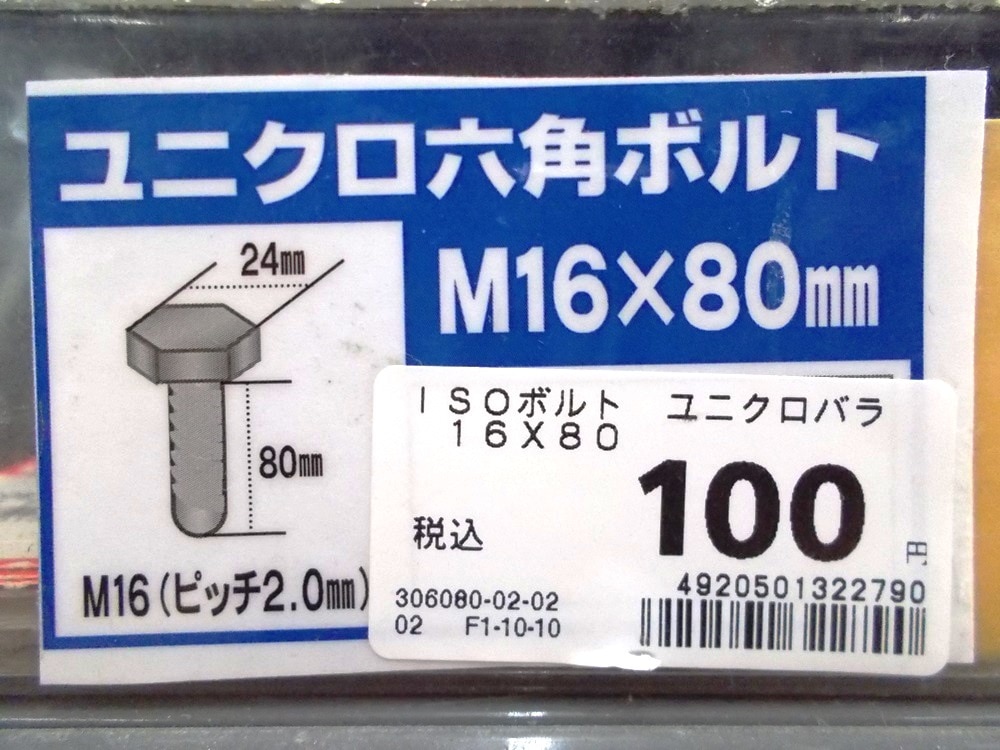 ユニクロ六角ボルト
M16×80㎜
24㎜
80㎜
M16(ピッチ2.0㎜)
ISOボルト ユニクロバラ
16X80
100
税込
円
4920501322790
306080-02-02
02 F1-10-10